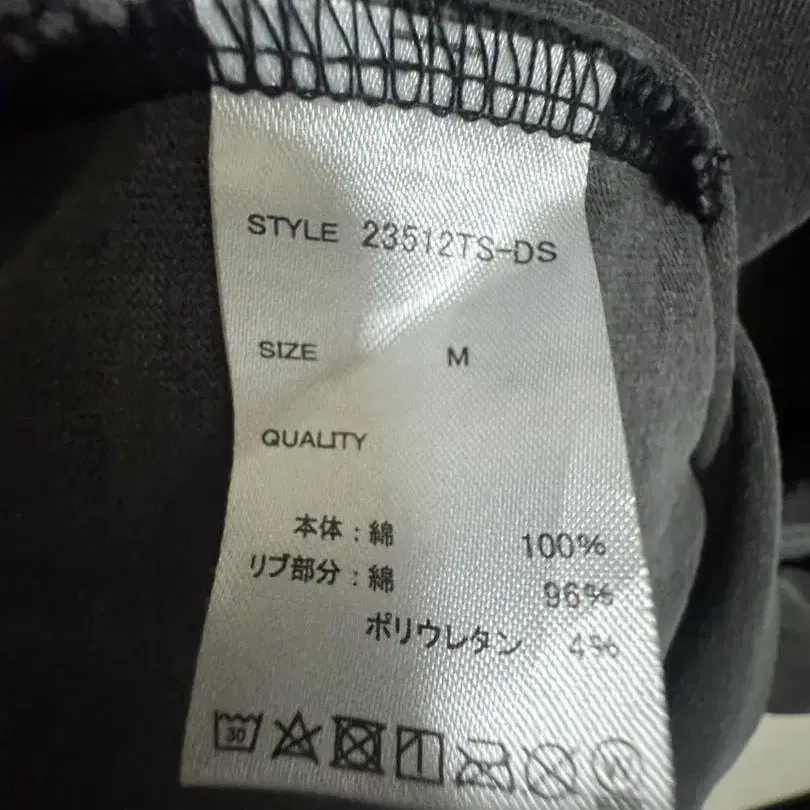 STYLE 23512TS-DS
SIZE M
QUALITY
本体：綿 100%
リブ部分：綿 96%
ポリウレタン 4%
30
W